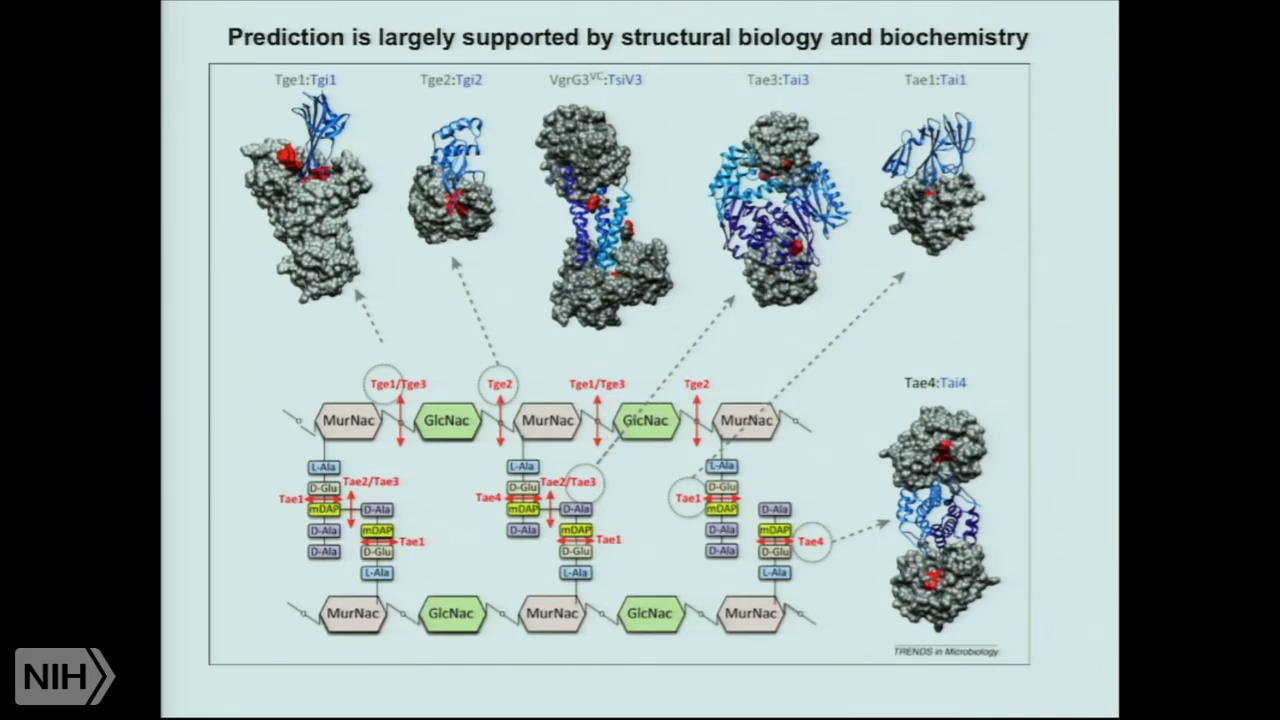 Prediction is largely supported by structural biology and biochemistry
Tge1:Tgi1
Tge2:Tgi2
VgrG3VC:TsiV3
Tae3:Tai3
Tae1:Tai1
Tae4:Tai4
Tge1/Tge3
Tge2
Tge1/Tge3
Tge2
MurNac
GlcNac
MurNac
GlcNac
MurNac
L-Ala
L-Ala
L-Ala
D-Glu
Tae2/Tae3
D-Glu
Tae2/Tae3
D-Glu
Tae1
Tae4
Tae1
mDAP
D-Ala
mDAP
D-Ala
mDAP
D-Ala
D-Ala
mDAP
D-Ala
mDAP
D-Ala
mDAP
Tae1
Tae1
Tae4
D-Ala
D-Glu
D-Glu
D-Ala
D-Glu
L-Ala
L-Ala
L-Ala
MurNac
GlcNac
MurNac
GlcNac
MurNac
TRENDS in Microbiology
NIH